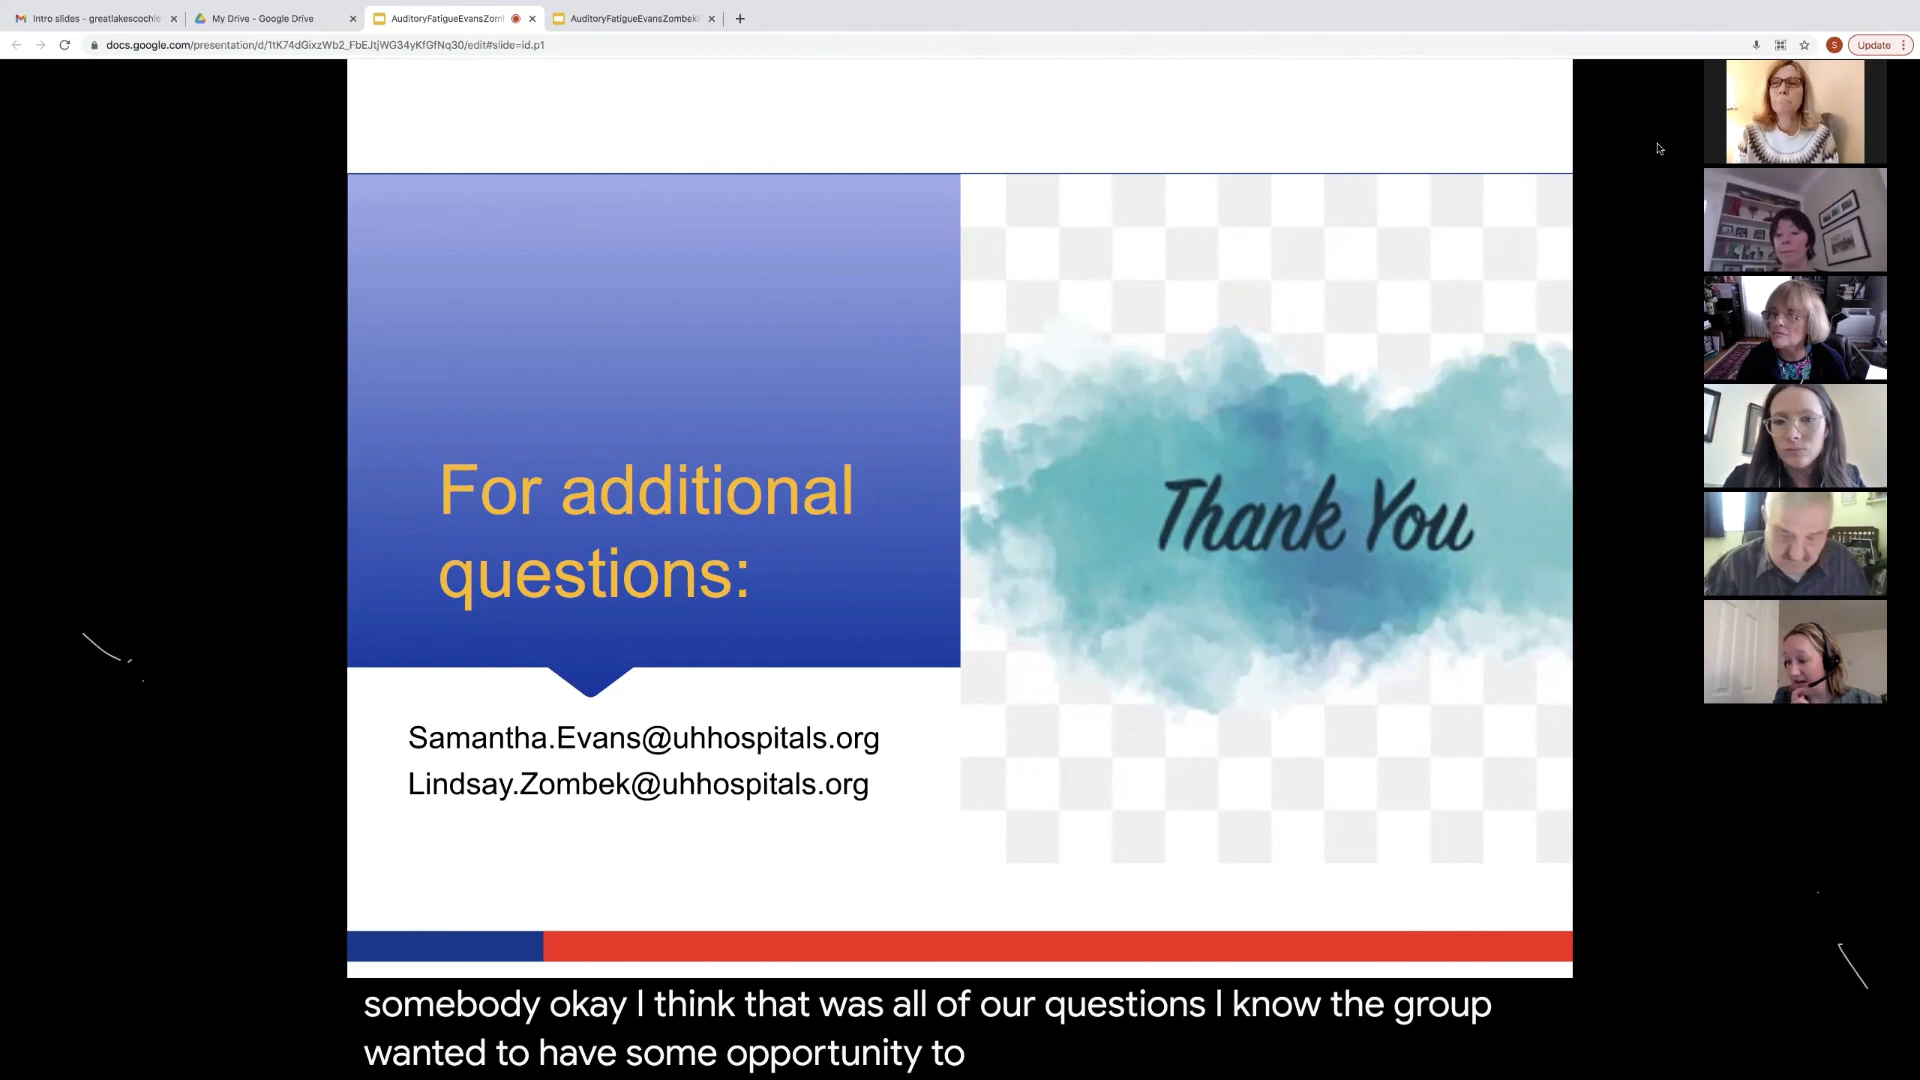 Intro slides - greatlakescochle
My Drive - Google Drive
AuditoryFatigueEvansZoml
AuditoryFatigueEvansZombek
docs.google.com/presentation/d/1tK74dGixzWb2_FbEJtjWG34yKfGfNq30/edit#slide=id.p1
S
Update
For additional
questions:
Thank You
Samantha.Evans@uhhospitals.org
Lindsay.Zombek@uhhospitals.org
somebody okay I think that was all of our questions I know the group
wanted to have some opportunity to